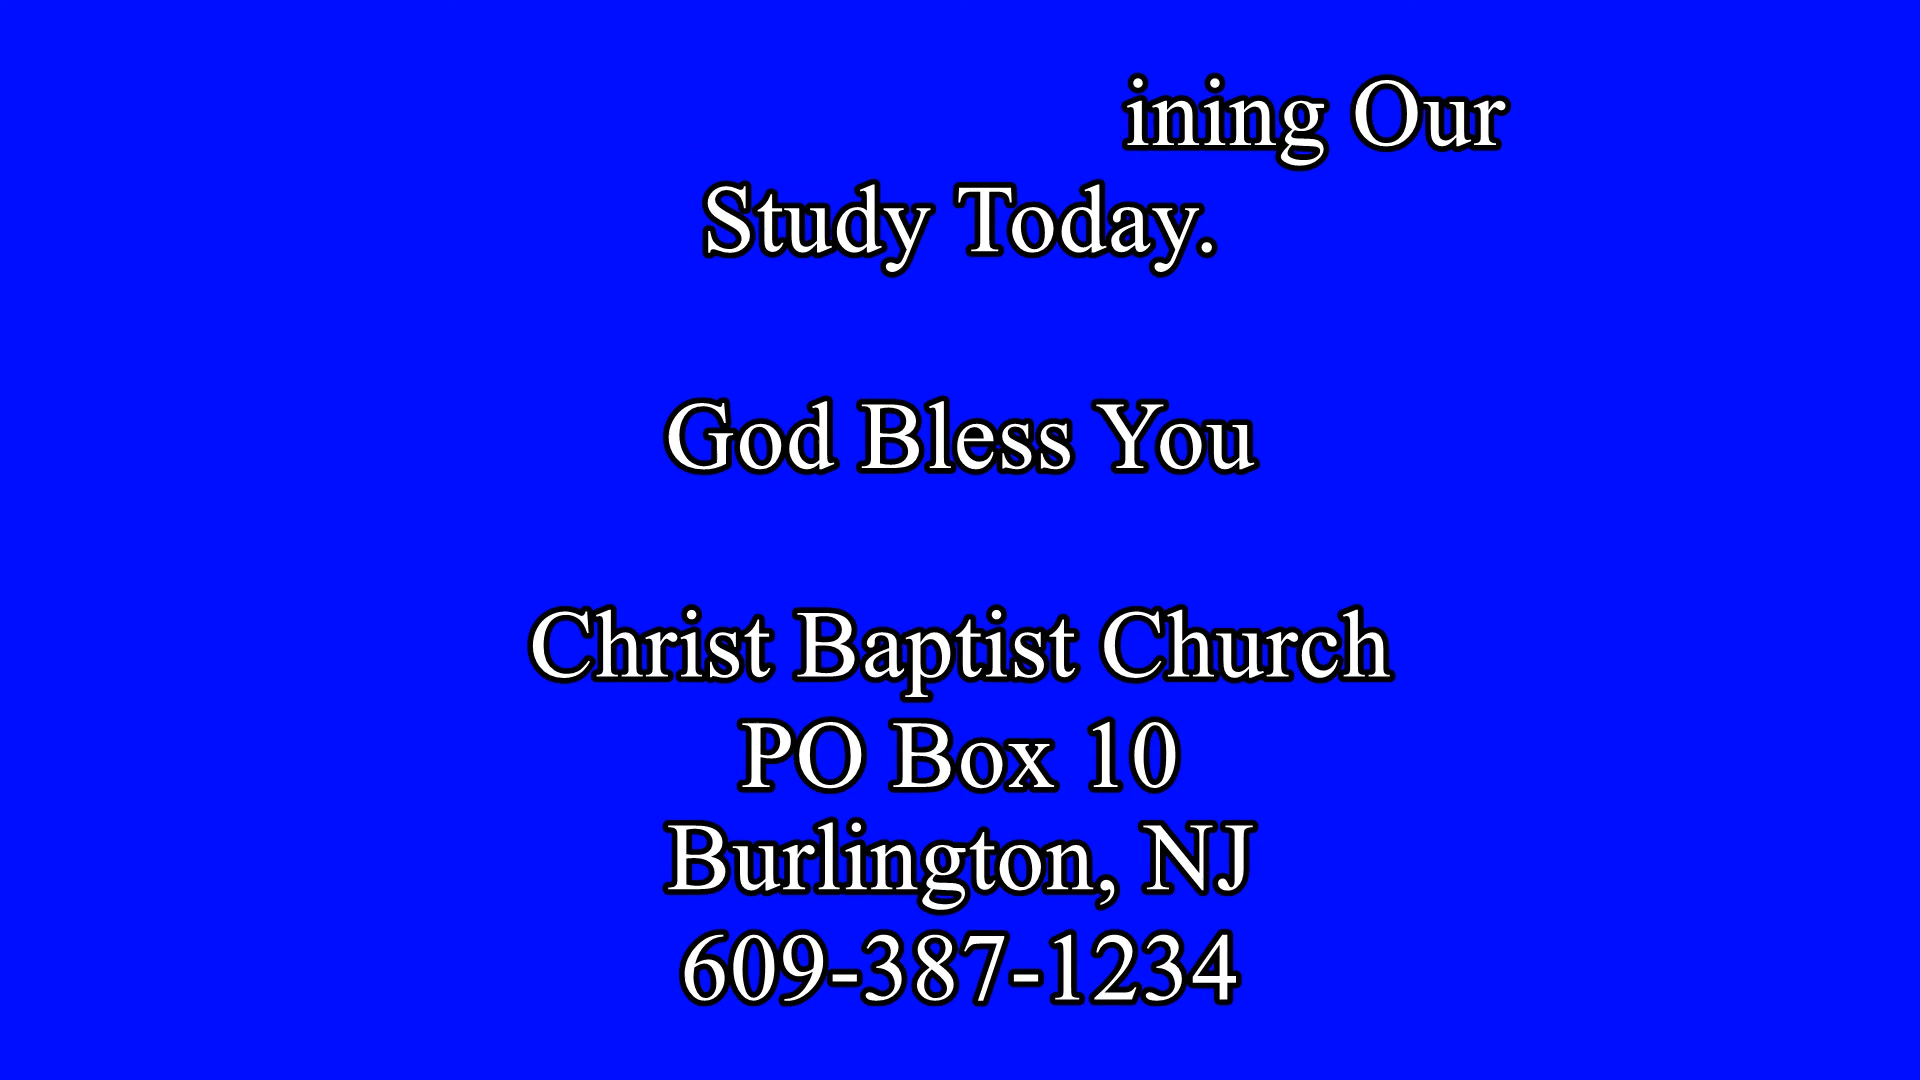 ining Our
Study Today.
God Bless You
Christ Baptist Church
PO Box 10
Burlington, NJ
609-387-1234